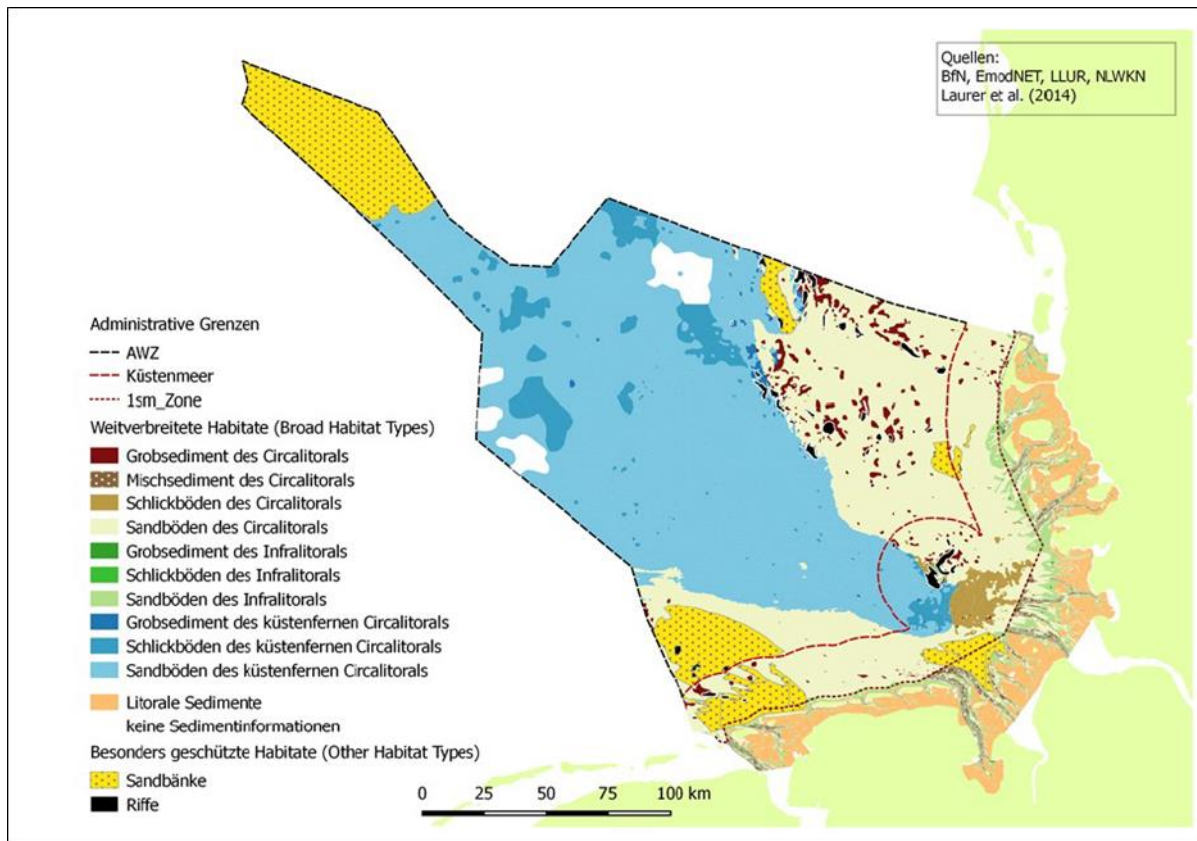 Quellen:
BfN, EmodNET, LLUR, NLWKN
Laurer et al. (2014)
Administrative Grenzen
AWZ
Küstenmeer
1sm_Zone
Weitverbreitete Habitate (Broad Habitat Types)
Grobsediment des Circalitorals
Mischsediment des Circalitorals
Schlickböden des Circalitorals
Sandböden des Circalitorals
Grobsediment des Infralitorals
Schlickböden des Infralitorals
Sandböden des Infralitorals
Grobsediment des küstenfernen Circalitorals
Schlickböden des küstenfernen Circalitorals
Sandböden des küstenfernen Circalitorals
Litorale Sedimente
keine Sedimentinformationen
Besonders geschützte Habitate (Other Habitat Types)
Sandbänke
Riffe
0 25 50 75 100 km